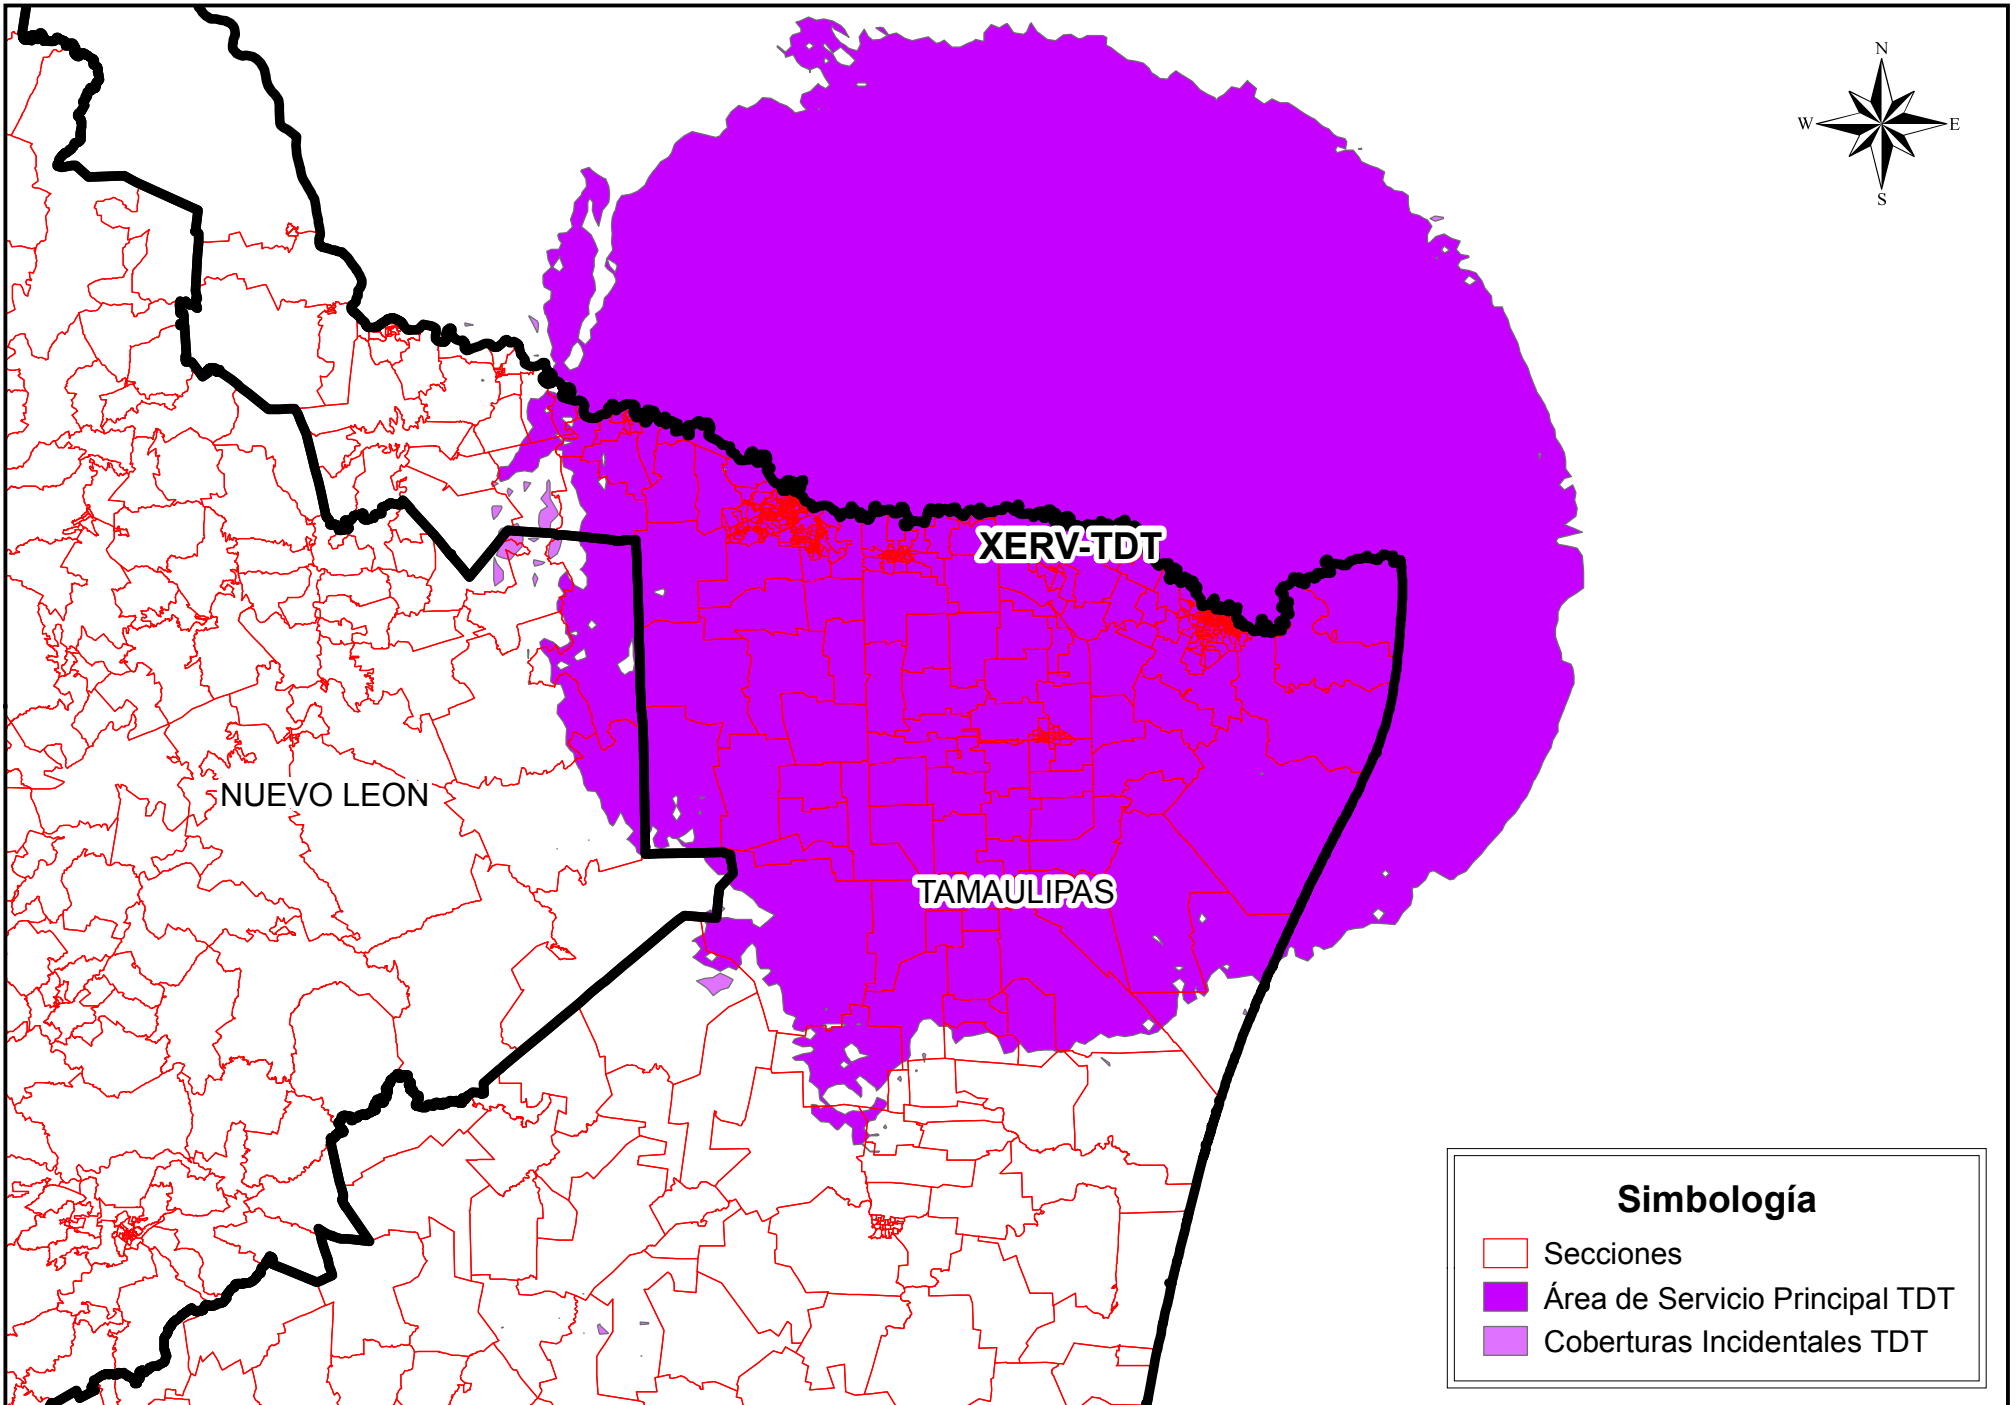 N
W E
S
XERV-TDT
NUEVO LEON
TAMAULIPAS
Simbología
Secciones
Área de Servicio Principal TDT
Coberturas Incidentales TDT